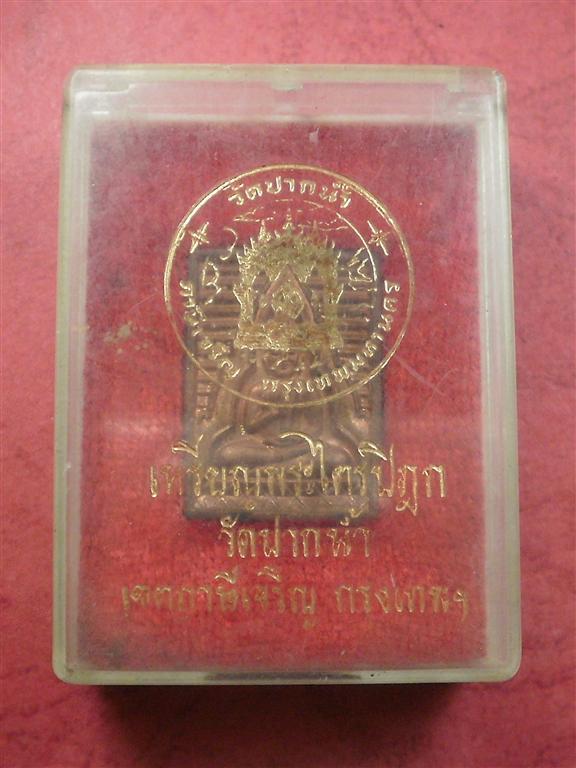 วัดปากน้ำ
ภาษีเจริญ กรุงเทพมหานคร
เหรียญพระไตรปิฎก
วัดปากน้ำ
เขตภาษีเจริญ กรุงเทพฯ